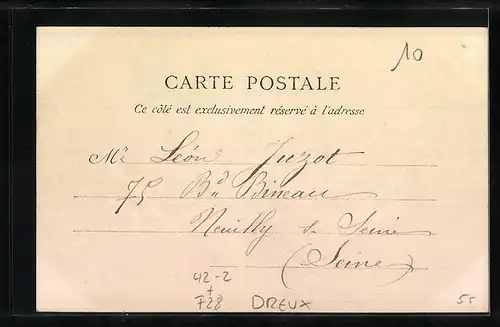 10
CARTE POSTALE
Ce côté est exclusivement réservé à l'adresse
Mr Léon Juzot
75 Bd Bineau
Neuilly s. Seine
(Seine)
42-2
+
F28 DREUX
5-